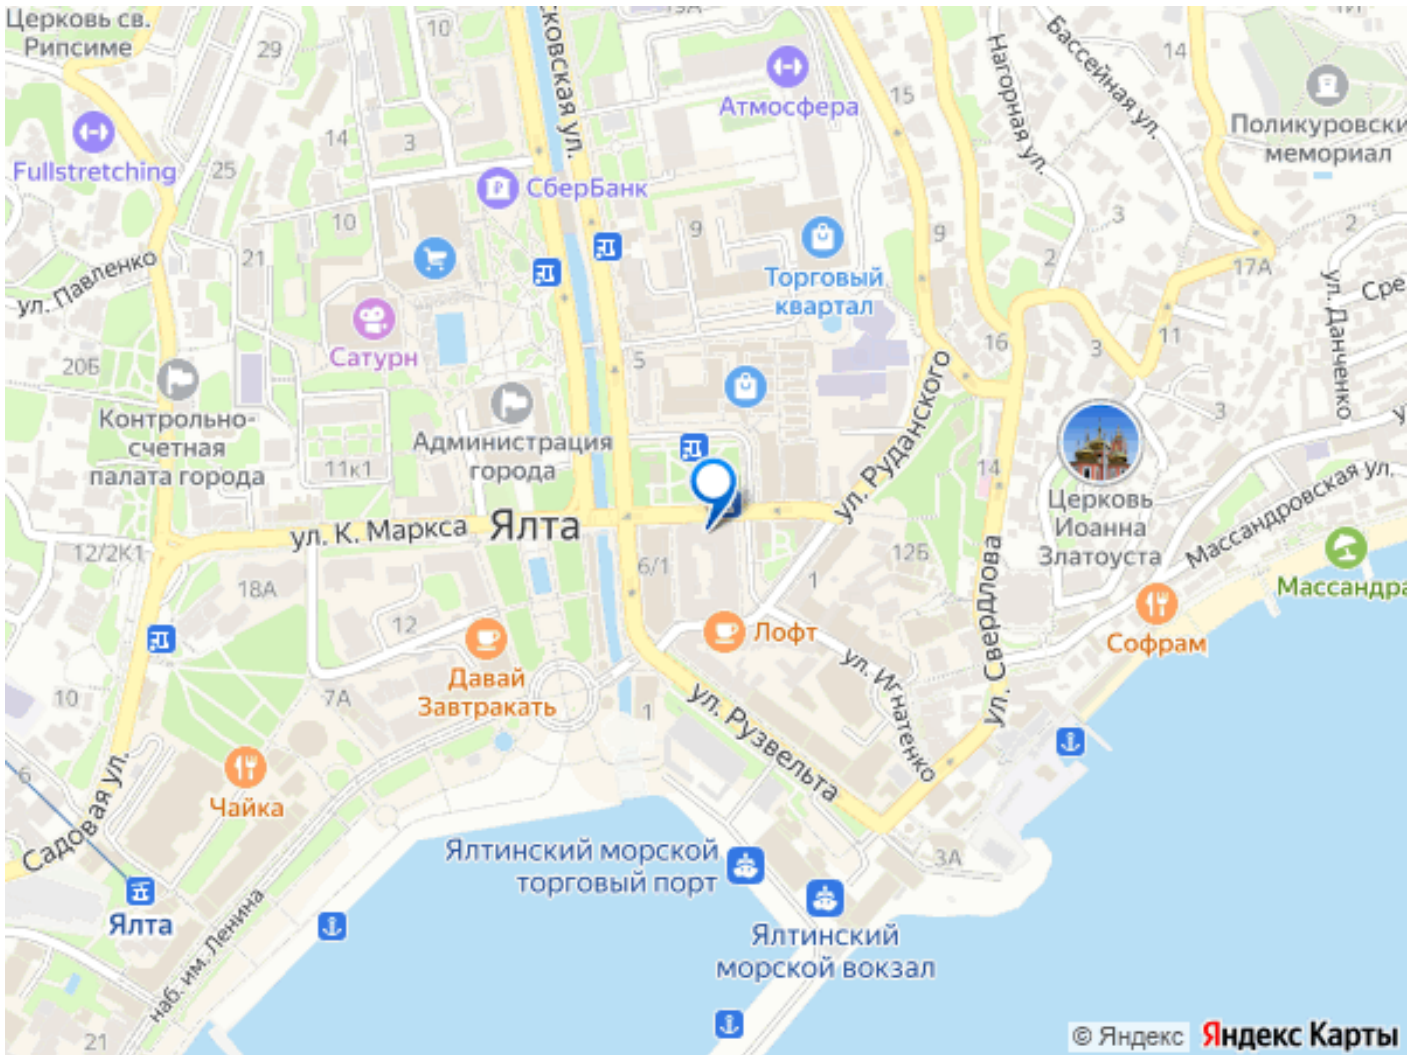 Церковь св.
Рипсиме
29
10
19А
Нагорная ул.
Бассейная ул.
14
Атмосфера
15
Поликуровски
мемориал
Fullstretching
14
3
25
СберБанк
10
9
3
2
9
21
2
17А
ул. Павленко
Торговый
квартал
ул. Данченко
Сре
Сатурн
5
16
3
11
20Б
Контрольно-
счетная
палата города
Администрация
города
11к1
ул. Руданского
3
14
Церковь
Иоанна
Златоуста
Массандровская ул.
ул. К. Маркса
Ялта
12/2К1
18А
6/1
12Б
1
Массандра
12
Лофт
Софрам
ул. Свердлова
Давай
Завтракать
10
7А
1
ул. Игнатенко
ул. Рузвельта
6
Чайка
Садовая ул.
Ялтинский морской
торговый порт
3А
Ялта
наб. им. Ленина
Ялтинский
морской вокзал
21
© Яндекс Яндекс Карты